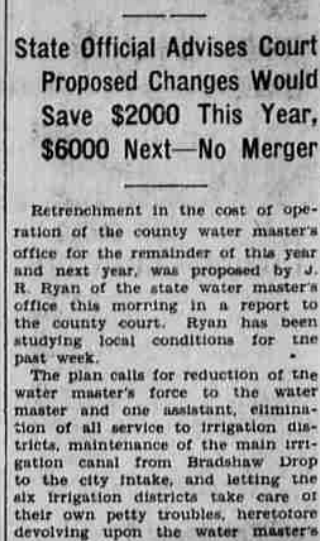 State Official Advises Court
Proposed Changes Would
Save $2000 This Year,
$6000 Next—No Merger
Retrenchment in the cost of ope-
ration of the county water master's
office for the remainder of this year
and next year, was proposed by J.
R. Ryan of the state water master's
office this morning in a report to
the county court. Ryan has been
studying local conditions for the
past week.
The plan calls for reduction of the
water master's force to the water
master and one assistant, elimina-
tion of all service to irrigation dis-
tricts, maintenance of the main irri-
gation canal from Bradshaw Drop
to the city intake, and letting the
six irrigation districts take care of
their own petty troubles, heretofore
devolving upon the water master's